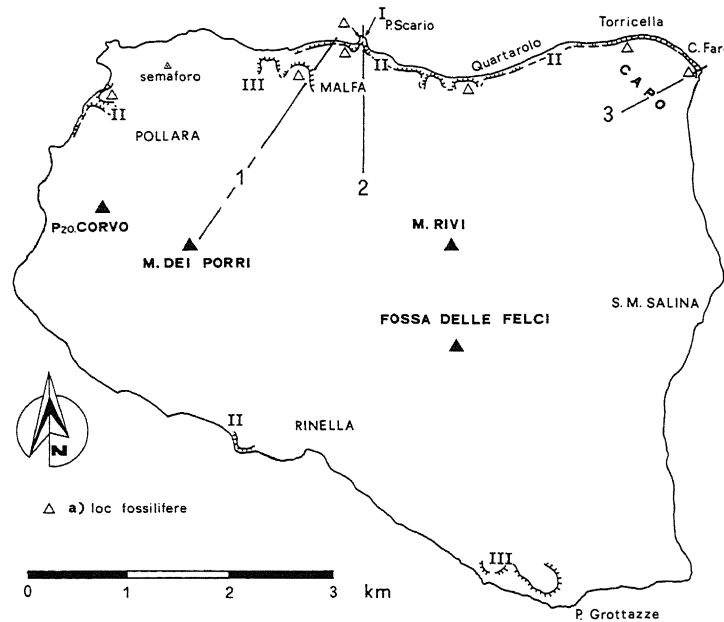 I
P. Scario
Torricella
C. Far
Quartarolo
II
II
semaforo
III
MALFA
CAPO
II
3
POLLARA
1
2
Pzo. CORVO
M. RIVI
M. DEI PORRI
S. M. SALINA
FOSSA DELLE FELCI
II
RINELLA
N
a) loc fossilifere
III
0 1 2 3 km
P. Grottazze